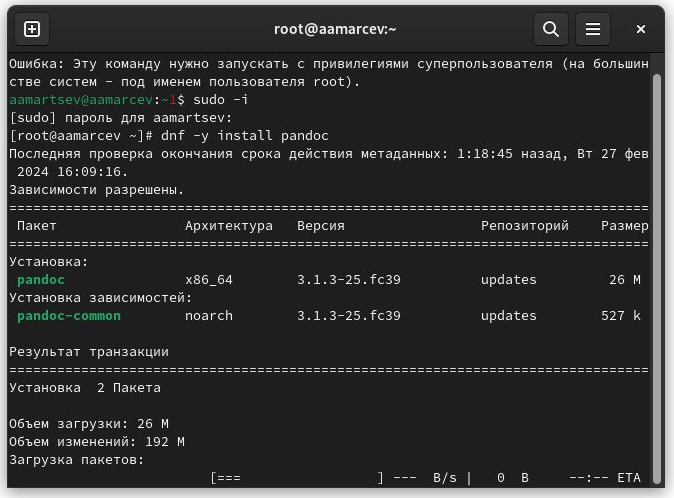 root@aamarcev:~
Ошибка: Эту команду нужно запускать с привилегиями суперпользователя (на большин
стве систем – под именем пользователя root).
aamartsev@aamarcev:~1$ sudo -i
[sudo] пароль для aamartsev:
[root@aamarcev ~]# dnf -y install pandoc
Последняя проверка окончания срока действия метаданных: 1:18:45 назад, Вт 27 фев
 2024 16:09:16.
Зависимости разрешены.
================================================================================
 Пакет Архитектура Версия Репозиторий Размер
================================================================================
Установка:
 pandoc x86_64 3.1.3-25.fc39 updates 26 M
Установка зависимостей:
 pandoc-common noarch 3.1.3-25.fc39 updates 527 k

Результат транзакции
================================================================================
Установка  2 Пакета

Объем загрузки: 26 M
Объем изменений: 192 M
Загрузка пакетов:
[===                 ] ---  B/s |   0  B     --:-- ETA